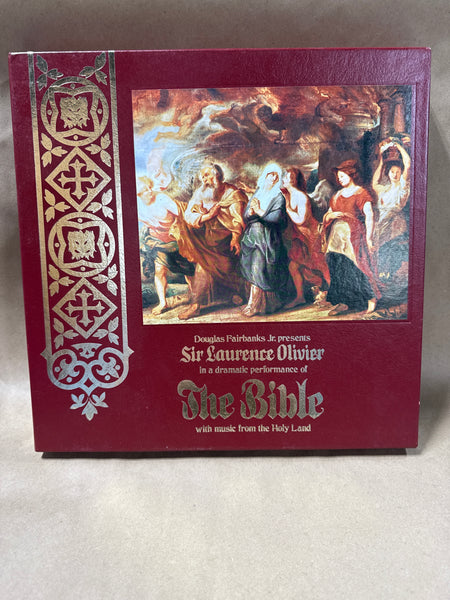 Douglas Fairbanks Jr. presents
Sir Laurence Olivier
in a dramatic performance of
The Bible
with music from the Holy Land